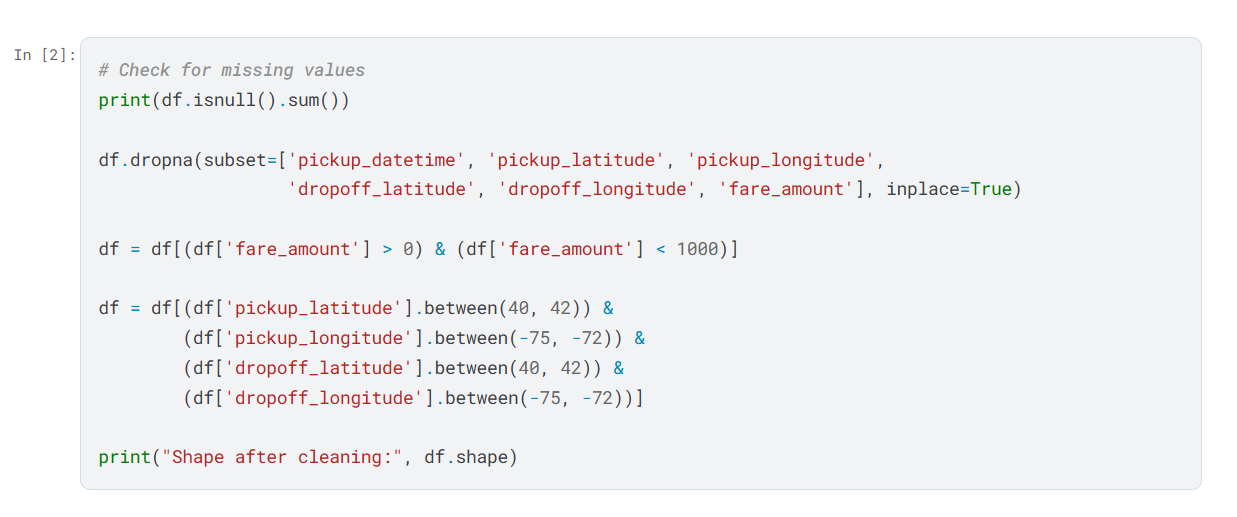 In [2]:
# Check for missing values
print(df.isnull().sum())
df.dropna(subset=['pickup_datetime', 'pickup_latitude', 'pickup_longitude',
                  'dropoff_latitude', 'dropoff_longitude', 'fare_amount'], inplace=True)
df = df[(df['fare_amount'] > 0) & (df['fare_amount'] < 1000)]
df = df[(df['pickup_latitude'].between(40, 42)) &
        (df['pickup_longitude'].between(-75, -72)) &
        (df['dropoff_latitude'].between(40, 42)) &
        (df['dropoff_longitude'].between(-75, -72))]
print("Shape after cleaning:", df.shape)